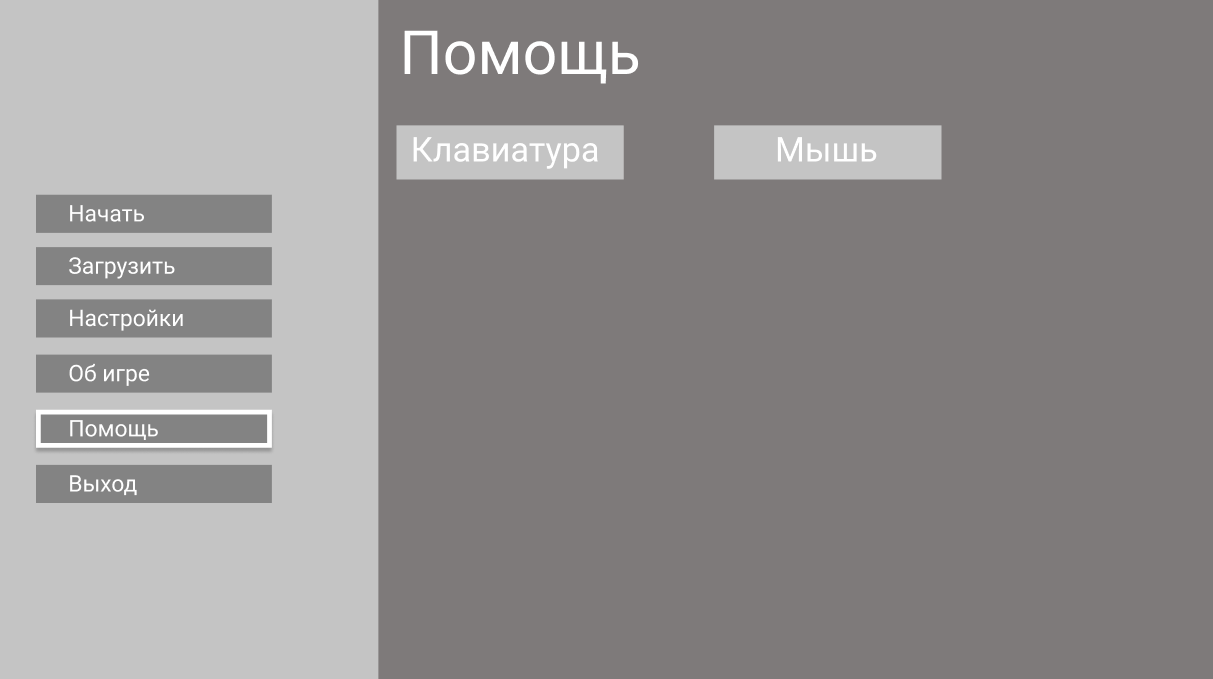 Помощь
Клавиатура
Мышь
Начать
Загрузить
Настройки
Об игре
Помощь
Выход